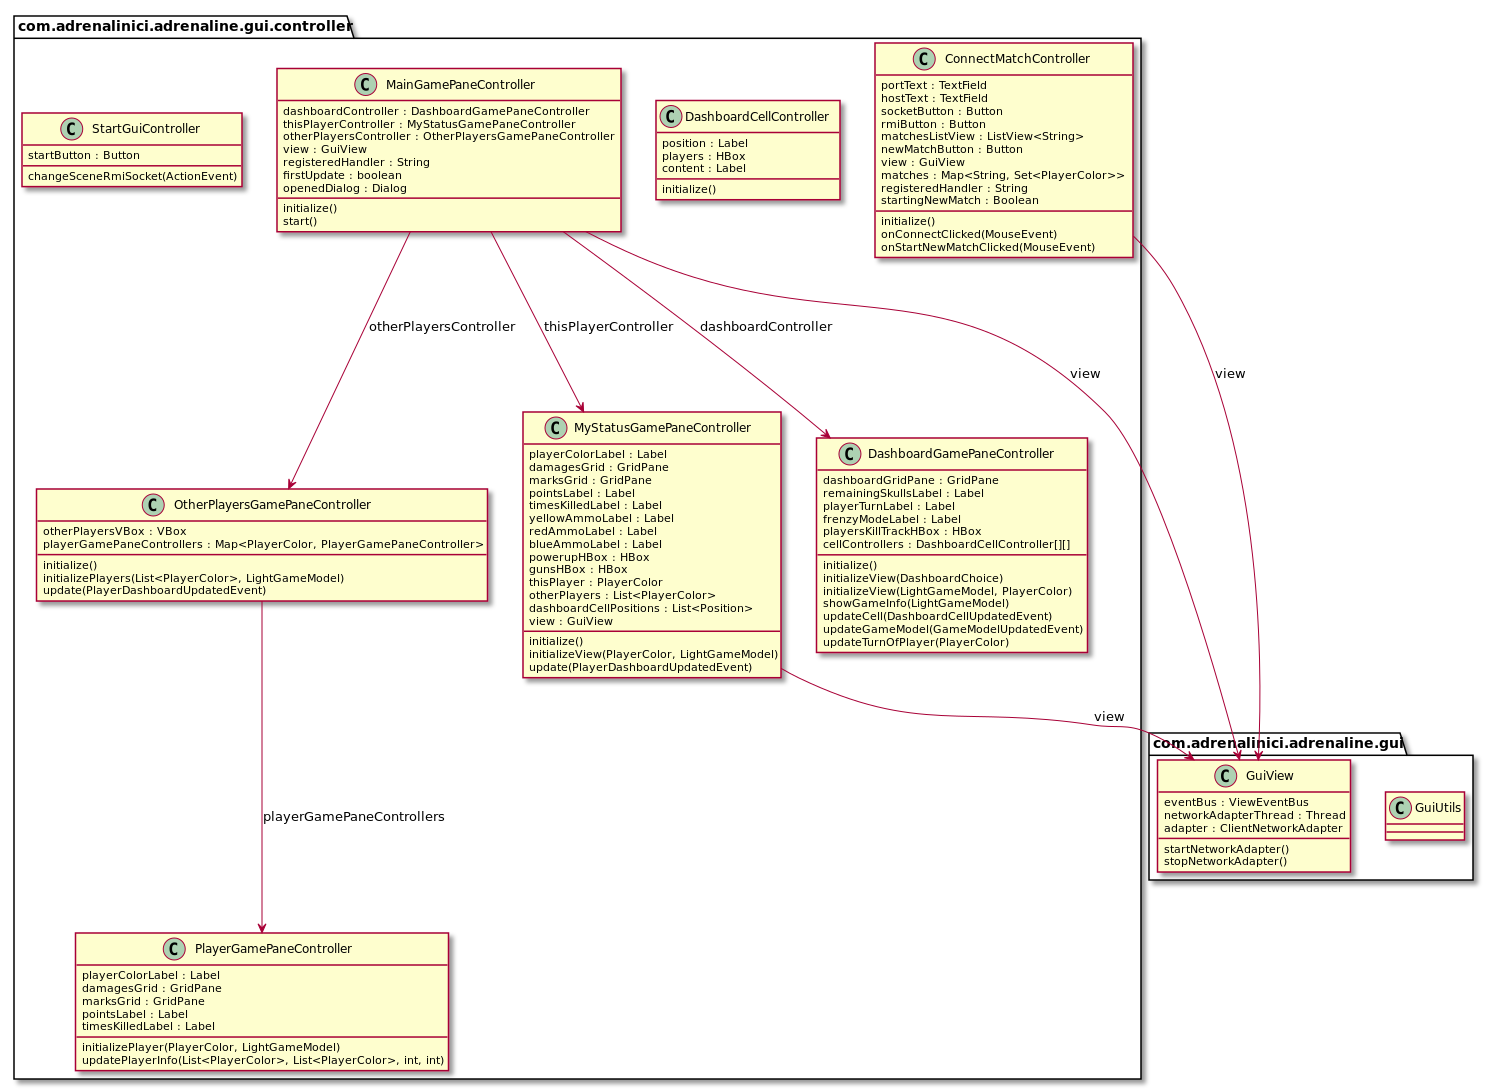 com.adrenalinici.adrenaline.gui.controller
StartGuiController
startButton : Button
changeSceneRmiSocket(ActionEvent)
MainGamePaneController
dashboardController : DashboardGamePaneController
thisPlayerController : MyStatusGamePaneController
otherPlayersController : OtherPlayersGamePaneController
view : GuiView
registeredHandler : String
firstUpdate : boolean
openedDialog : Dialog
initialize()
start()
DashboardCellController
position : Label
players : HBox
content : Label
initialize()
ConnectMatchController
portText : TextField
hostText : TextField
socketButton : Button
rmiButton : Button
matchesListView : ListView<String>
newMatchButton : Button
view : GuiView
matches : Map<String, Set<PlayerColor>>
registeredHandler : String
startingNewMatch : Boolean
initialize()
onConnectClicked(MouseEvent)
onStartNewMatchClicked(MouseEvent)
otherPlayersController
thisPlayerController
dashboardController
view
view
OtherPlayersGamePaneController
otherPlayersVBox : VBox
playerGamePaneControllers : Map<PlayerColor, PlayerGamePaneController>
initialize()
initializePlayers(List<PlayerColor>, LightGameModel)
update(PlayerDashboardUpdatedEvent)
MyStatusGamePaneController
playerColorLabel : Label
damagesGrid : GridPane
marksGrid : GridPane
pointsLabel : Label
timesKilledLabel : Label
yellowAmmoLabel : Label
redAmmoLabel : Label
blueAmmoLabel : Label
powerupHBox : HBox
gunsHBox : HBox
thisPlayer : PlayerColor
otherPlayers : List<PlayerColor>
dashboardCellPositions : List<Position>
view : GuiView
initialize()
initializeView(PlayerColor, LightGameModel)
update(PlayerDashboardUpdatedEvent)
DashboardGamePaneController
dashboardGridPane : GridPane
remainingSkullsLabel : Label
playerTurnLabel : Label
frenzyModeLabel : Label
playersKillTrackHBox : HBox
cellControllers : DashboardCellController[][]
initialize()
initializeView(DashboardChoice)
initializeView(LightGameModel, PlayerColor)
showGameInfo(LightGameModel)
updateCell(DashboardCellUpdatedEvent)
updateGameModel(GameModelUpdatedEvent)
updateTurnOfPlayer(PlayerColor)
view
com.adrenalinici.adrenaline.gui
GuiView
eventBus : ViewEventBus
networkAdapterThread : Thread
adapter : ClientNetworkAdapter
startNetworkAdapter()
stopNetworkAdapter()
GuiUtils
playerGamePaneControllers
PlayerGamePaneController
playerColorLabel : Label
damagesGrid : GridPane
marksGrid : GridPane
pointsLabel : Label
timesKilledLabel : Label
initializePlayer(PlayerColor, LightGameModel)
updatePlayerInfo(List<PlayerColor>, List<PlayerColor>, int, int)